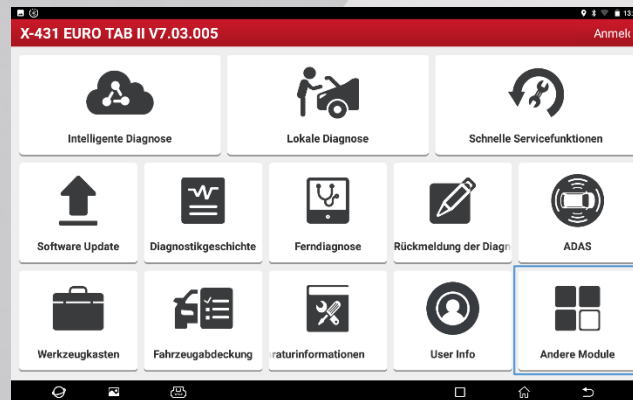 13:
X-431 EURO TAB II V7.03.005
Anmeld
Intelligente Diagnose
Lokale Diagnose
Schnelle Servicefunktionen
Software Update
Diagnostikgeschichte
Ferndiagnose
Rückmeldung der Diagn
ADAS
Werkzeugkasten
Fahrzeugabdeckung
raturinformationen
User Info
Andere Module